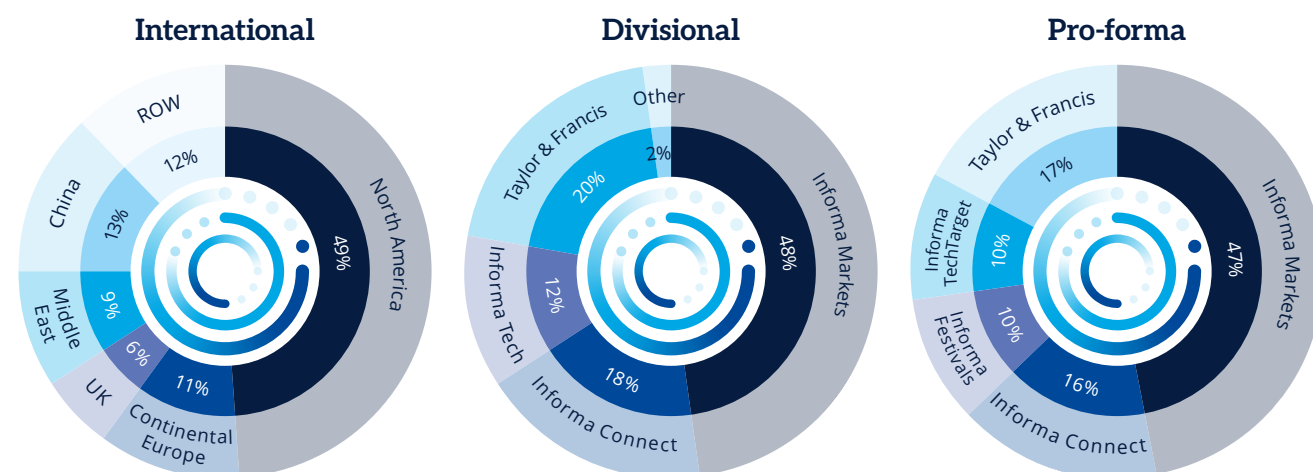 International
North America
49%
Continental
Europe
11%
UK
6%
Middle
East
9%
China
13%
ROW
12%
Divisional
Informa Markets
48%
Informa Connect
18%
Informa Tech
12%
Taylor & Francis
20%
Other
2%
Pro-forma
Informa Markets
47%
Informa Connect
16%
Informa
Festivals
10%
Informa
TechTarget
10%
Taylor & Francis
17%